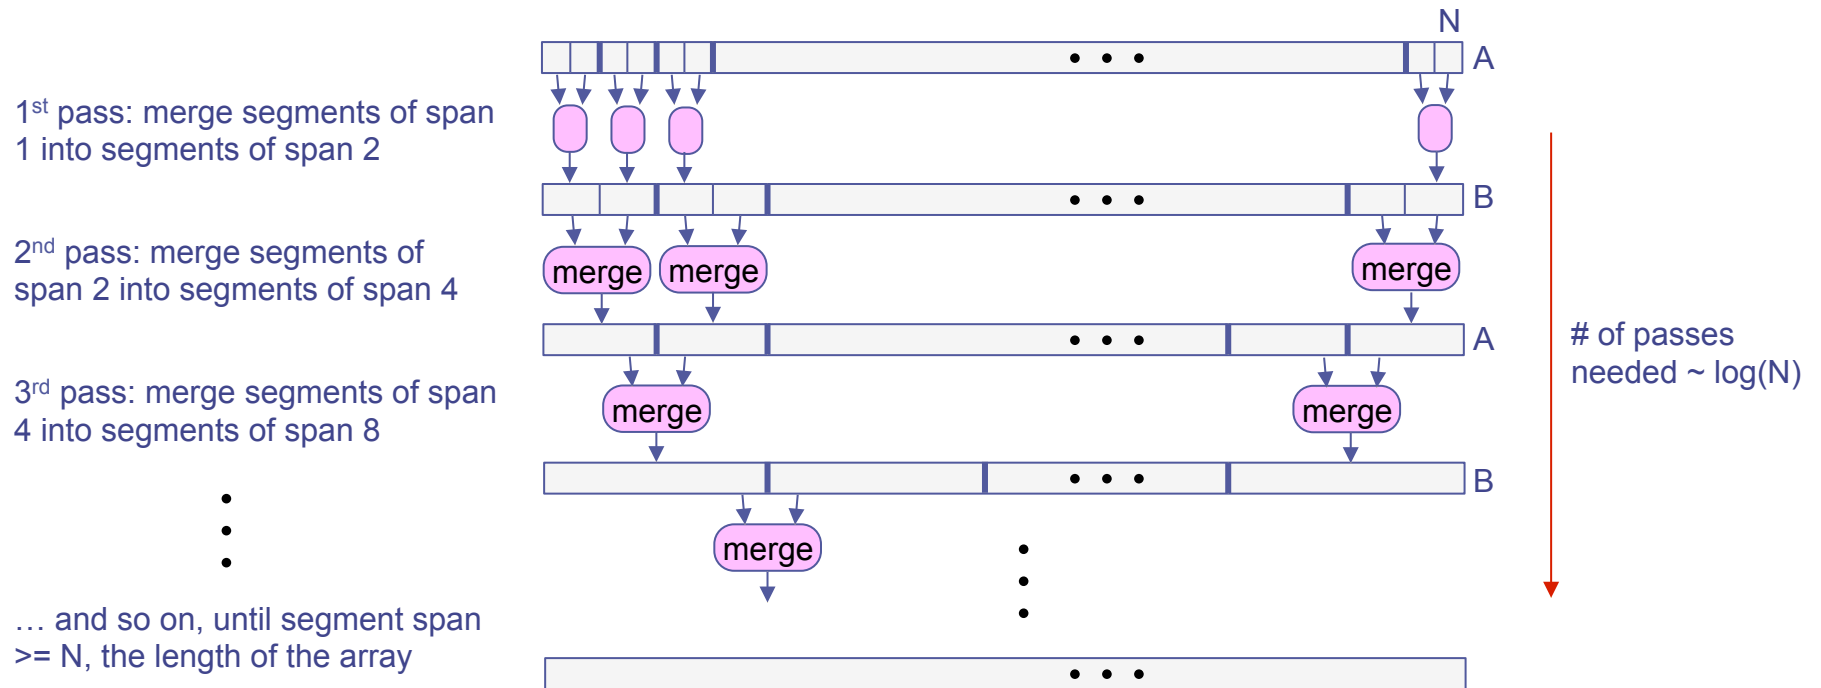 N
A
1st pass: merge segments of span
1 into segments of span 2
B
2nd pass: merge segments of
span 2 into segments of span 4
merge
merge
merge
A
# of passes
needed ~ log(N)
3rd pass: merge segments of span
4 into segments of span 8
merge
merge
B
merge
… and so on, until segment span
>= N, the length of the array